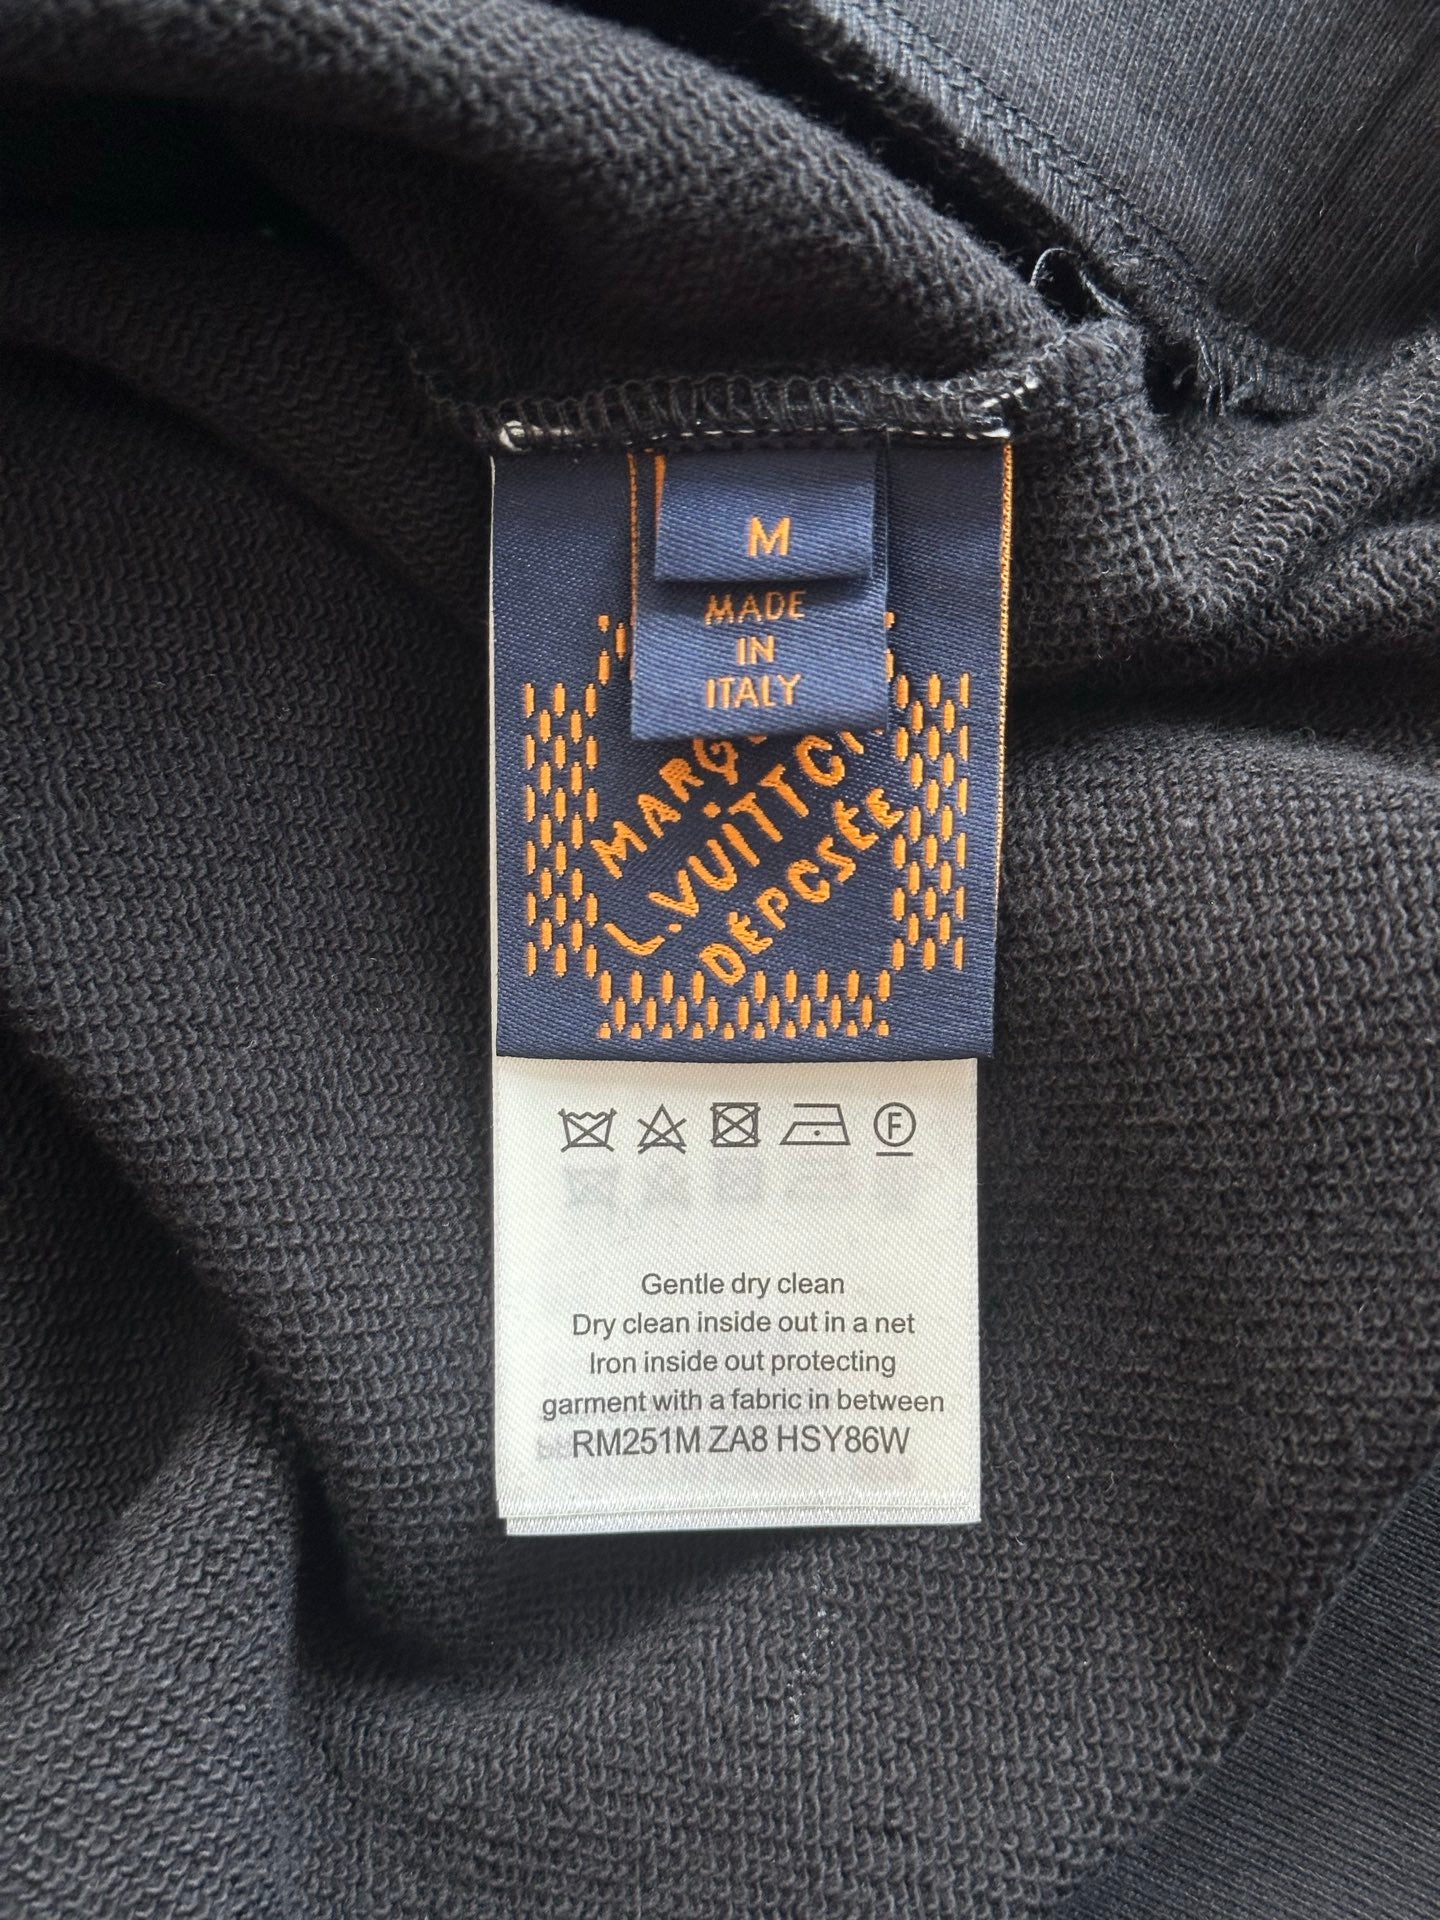 M
MADE
IN
ITALY
L.VUITTON
DÉPOSÉE
F
Gentle dry clean
Dry clean inside out in a net
Iron inside out protecting
garment with a fabric in between
RM251M ZA8 HSY86W